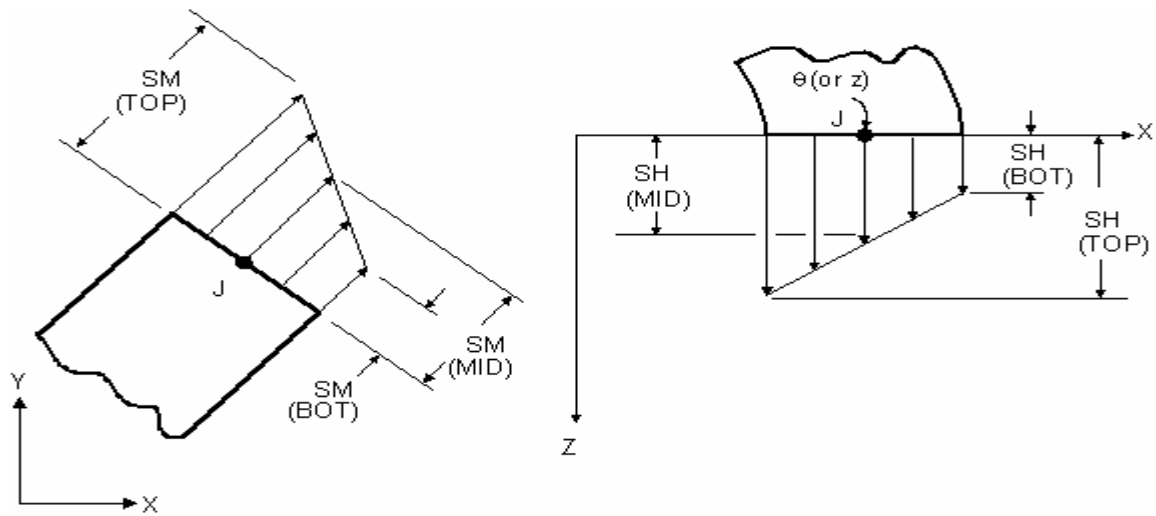 SM
(TOP)
J
SM
(MID)
SM
(BOT)
Y
X
θ(or z)
J
X
SH
(MID)
SH
(BOT)
SH
(TOP)
Z